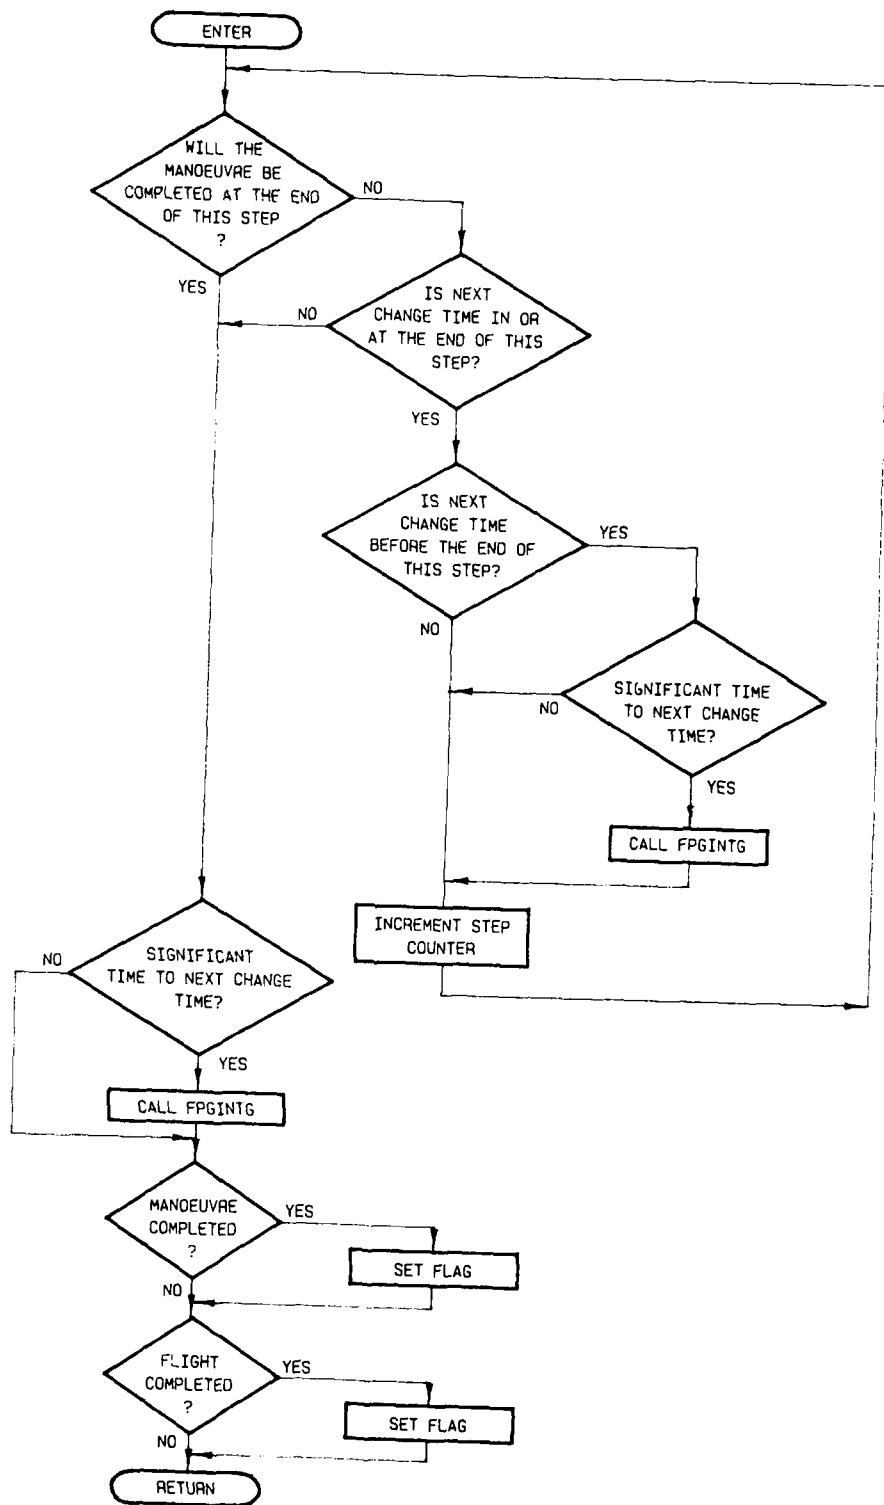 ENTER
WILL THE
MANOEUVRE BE
COMPLETED AT THE END
OF THIS STEP
?
NO
YES
IS NEXT
CHANGE TIME IN OR
AT THE END OF THIS
STEP?
NO
YES
IS NEXT
CHANGE TIME
BEFORE THE END OF
THIS STEP?
YES
NO
SIGNIFICANT TIME
TO NEXT CHANGE
TIME?
NO
YES
CALL FPGINTG
INCREMENT STEP
COUNTER
SIGNIFICANT
TIME TO NEXT CHANGE
TIME?
NO
YES
CALL FPGINTG
MANOEUVRE
COMPLETED
?
YES
SET FLAG
NO
FLIGHT
COMPLETED
?
YES
SET FLAG
NO
RETURN